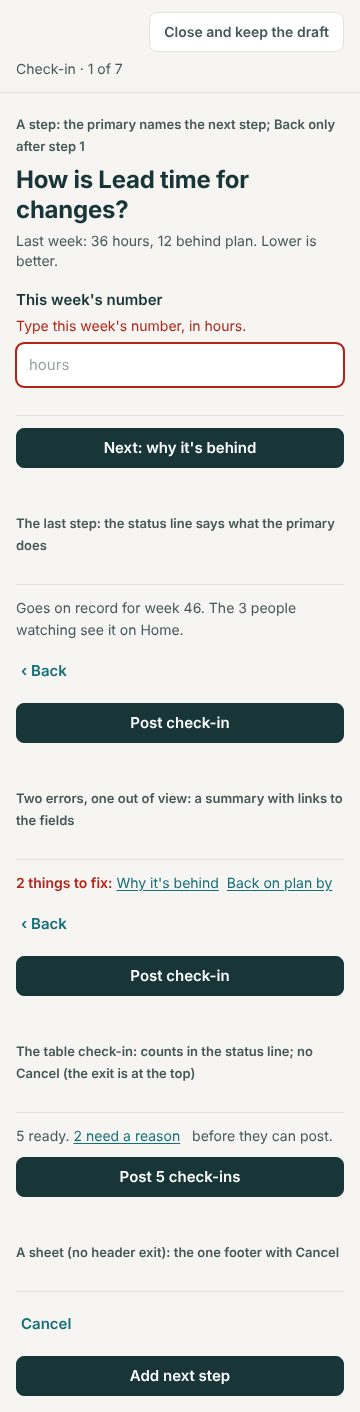 Close and keep the draft
Check-in · 1 of 7
A step: the primary names the next step; Back only
after step 1
How is Lead time for
changes?
Last week: 36 hours, 12 behind plan. Lower is
better.
This week's number
Type this week's number, in hours.
hours
Next: why it's behind
The last step: the status line says what the primary
does
Goes on record for week 46. The 3 people
watching see it on Home.
‹ Back
Post check-in
Two errors, one out of view: a summary with links to
the fields
2 things to fix: Why it's behind Back on plan by
‹ Back
Post check-in
The table check-in: counts in the status line; no
Cancel (the exit is at the top)
5 ready. 2 need a reason before they can post.
Post 5 check-ins
A sheet (no header exit): the one footer with Cancel
Cancel
Add next step